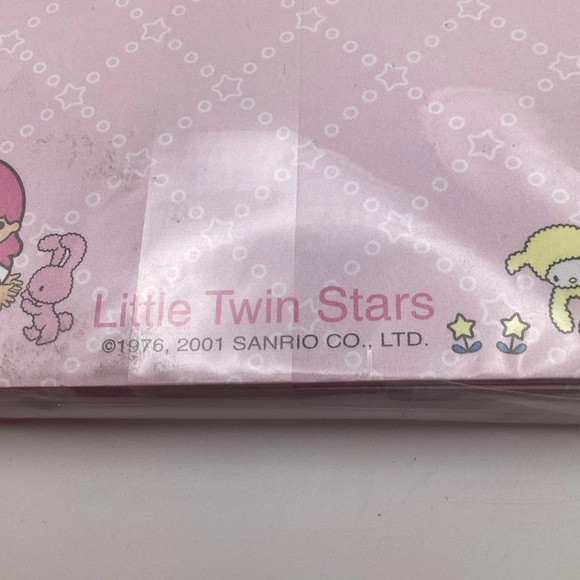 Little Twin Stars
©1976, 2001 SANRIO CO., LTD.